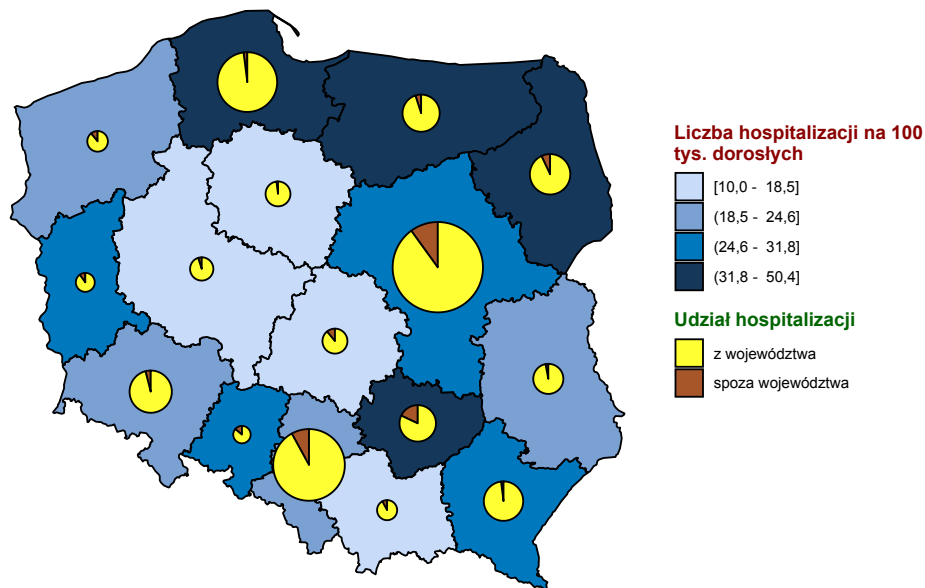 Liczba hospitalizacji na 100
tys. dorosłych
[10,0 - 18,5]
(18,5 - 24,6]
(24,6 - 31,8]
(31,8 - 50,4]
Udział hospitalizacji
z województwa
spoza województwa